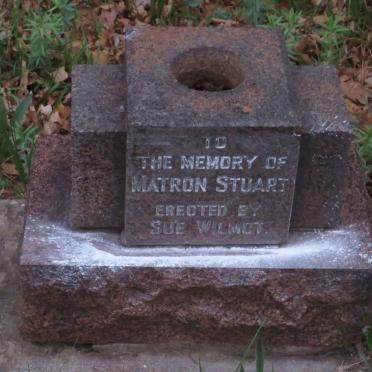 TO
THE MEMORY OF
MATRON STUART
ERECTED BY
SUE WILMOT.